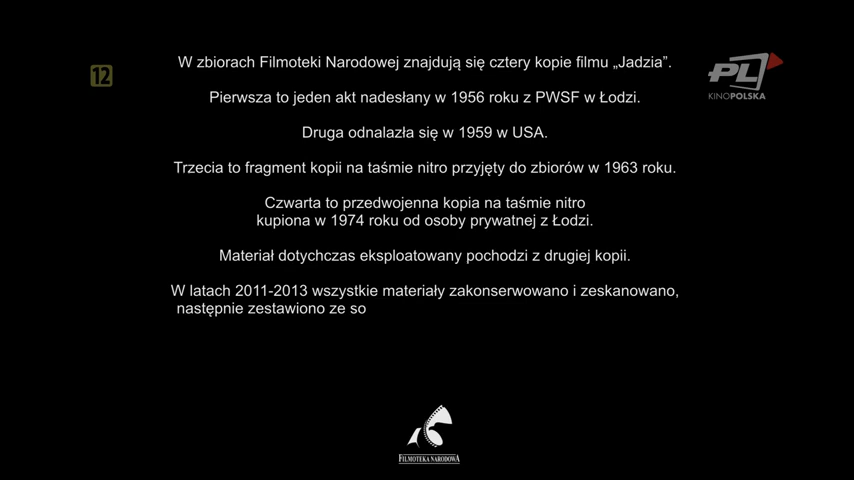 12
W zbiorach Filmoteki Narodowej znajdują się cztery kopie filmu „Jadzia”.
PL
KINOPOLSKA
Pierwsza to jeden akt nadesłany w 1956 roku z PWSF w Łodzi.
Druga odnalazła się w 1959 w USA.
Trzecia to fragment kopii na taśmie nitro przyjęty do zbiorów w 1963 roku.
Czwarta to przedwojenna kopia na taśmie nitro
kupiona w 1974 roku od osoby prywatnej z Łodzi.
Materiał dotychczas eksploatowany pochodzi z drugiej kopii.
W latach 2011-2013 wszystkie materiały zakonserwowano i zeskanowano,
następnie zestawiono ze so
FILMOTEKA NARODOWA